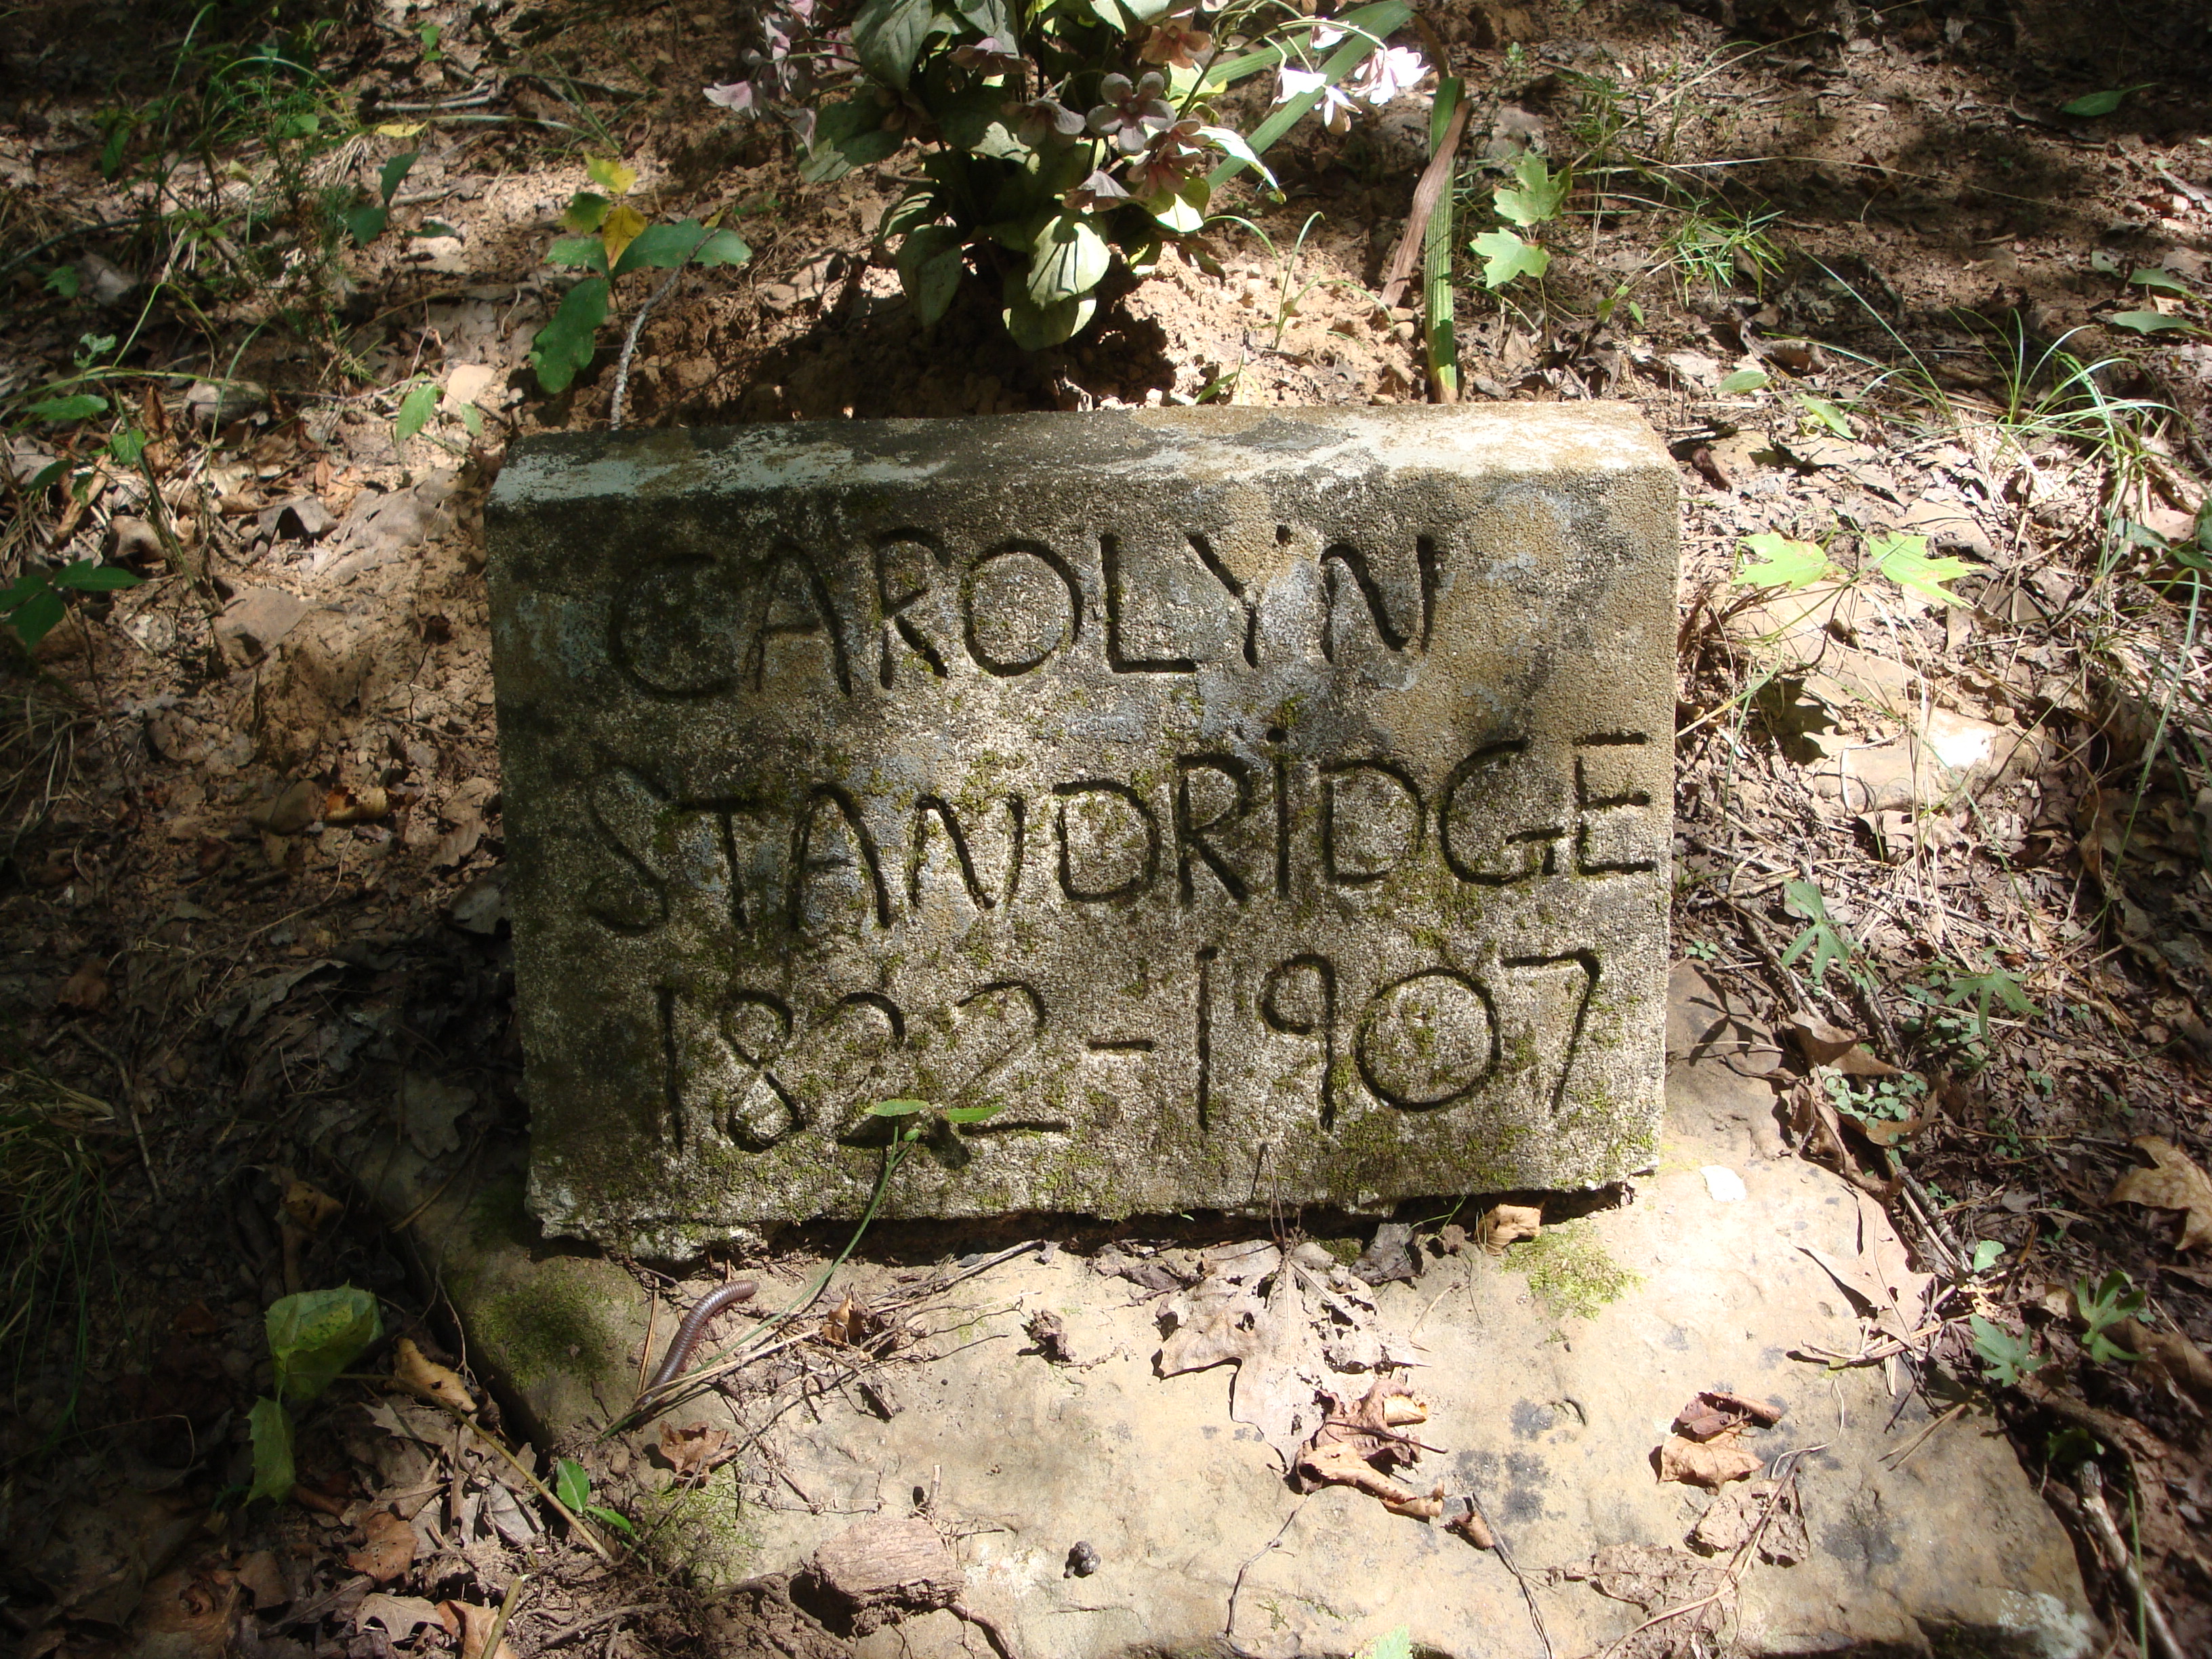 CAROLYN
STANDRiDGE
1822-1907